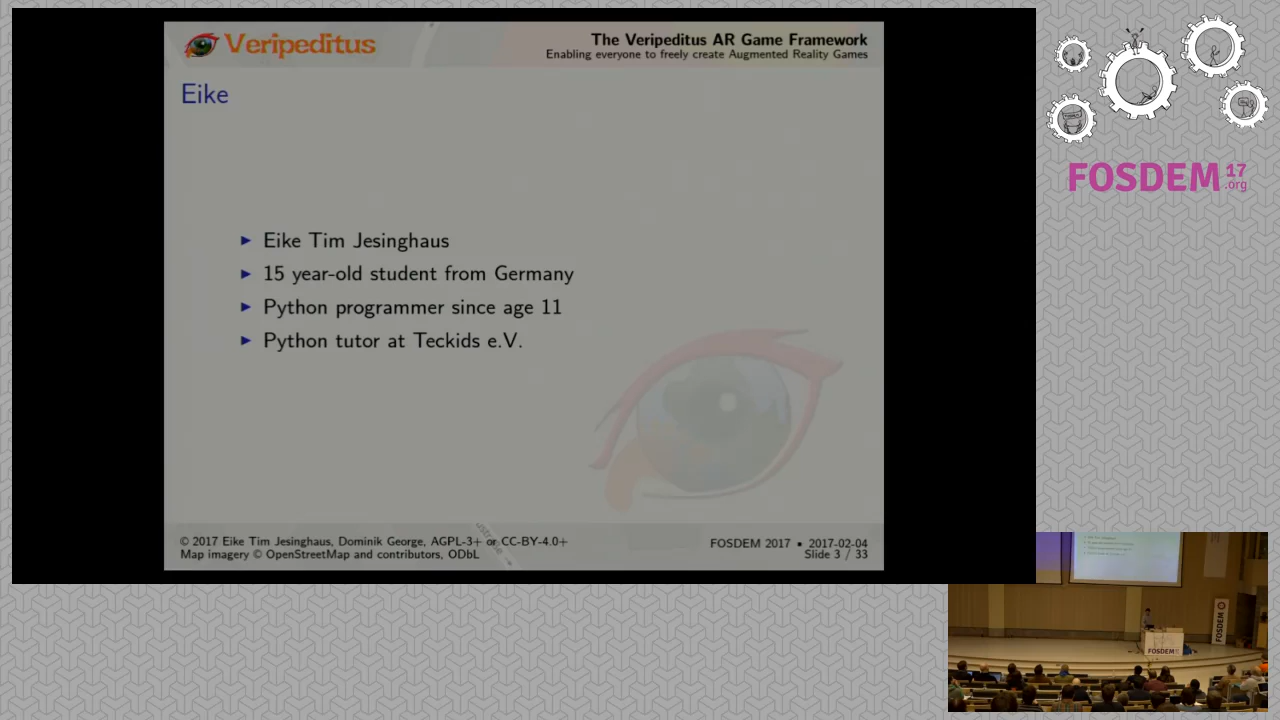 Veripeditus
The Veripeditus AR Game Framework
Enabling everyone to freely create Augmented Reality Games
Eike
Eike Tim Jesinghaus
15 year-old student from Germany
Python programmer since age 11
Python tutor at Teckids e.V.
© 2017 Eike Tim Jesinghaus, Dominik George, AGPL-3+ or CC-BY-4.0+
Map imagery © OpenStreetMap and contributors, ODbL
FOSDEM 2017 • 2017-02-04
Slide 3 / 33
FOSDEM 17
.org
FOSDEM
FOSDEM